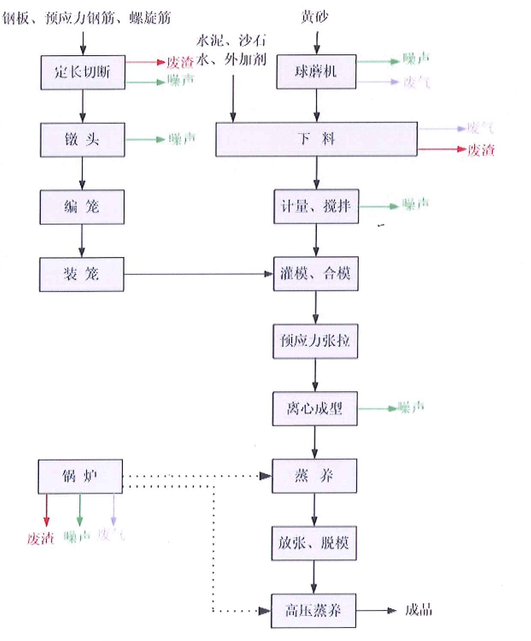 钢板、预应力钢筋、螺旋筋
黄砂
水泥、沙石
水、外加剂
定长切断
废渣
噪声
球磨机
噪声
废气
镦 头
噪声
下 料
废气
废渣
编 笼
计量、搅拌
噪声
装 笼
灌模、合模
预应力张拉
离心成型
噪声
锅 炉
蒸 养
废渣
噪声
废气
放张、脱模
高压蒸养
成品